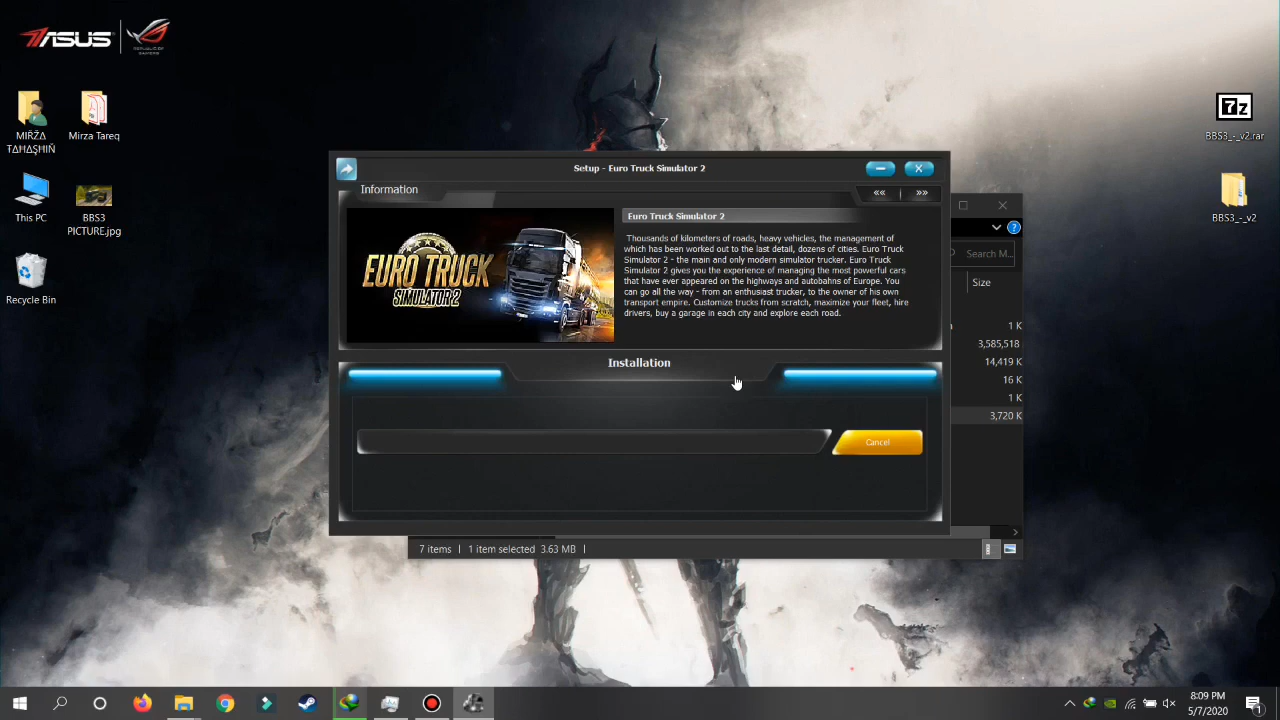 ASUS
REPUBLIC OF
GAMERS
MIŘŽΔ
TΔҤΔŞҤIÑ
Mirza Tareq
This PC
BBS3
PICTURE.jpg
Recycle Bin
7z
BBS3_-_v2.rar
BBS3_-_v2
Setup - Euro Truck Simulator 2
Information
«« | »»
EURO TRUCK
SIMULATOR 2
Euro Truck Simulator 2
Thousands of kilometers of roads, heavy vehicles, the management of
which has been worked out to the last detail, dozens of cities. Euro Truck
Simulator 2 - the main and only modern simulator trucker. Euro Truck
Simulator 2 gives you the experience of managing the most powerful cars
that have ever appeared on the highways and autobahns of Europe. You
can go all the way - from an enthusiast trucker, to the owner of his own
transport empire. Customize trucks from scratch, maximize your fleet, hire
drivers, buy a garage in each city and explore each road.
Installation
Cancel
Search M...
Size
1 K
3,585,518
14,419 K
16 K
1 K
3,720 K
7 items | 1 item selected 3.63 MB |
8:09 PM
5/7/2020
1